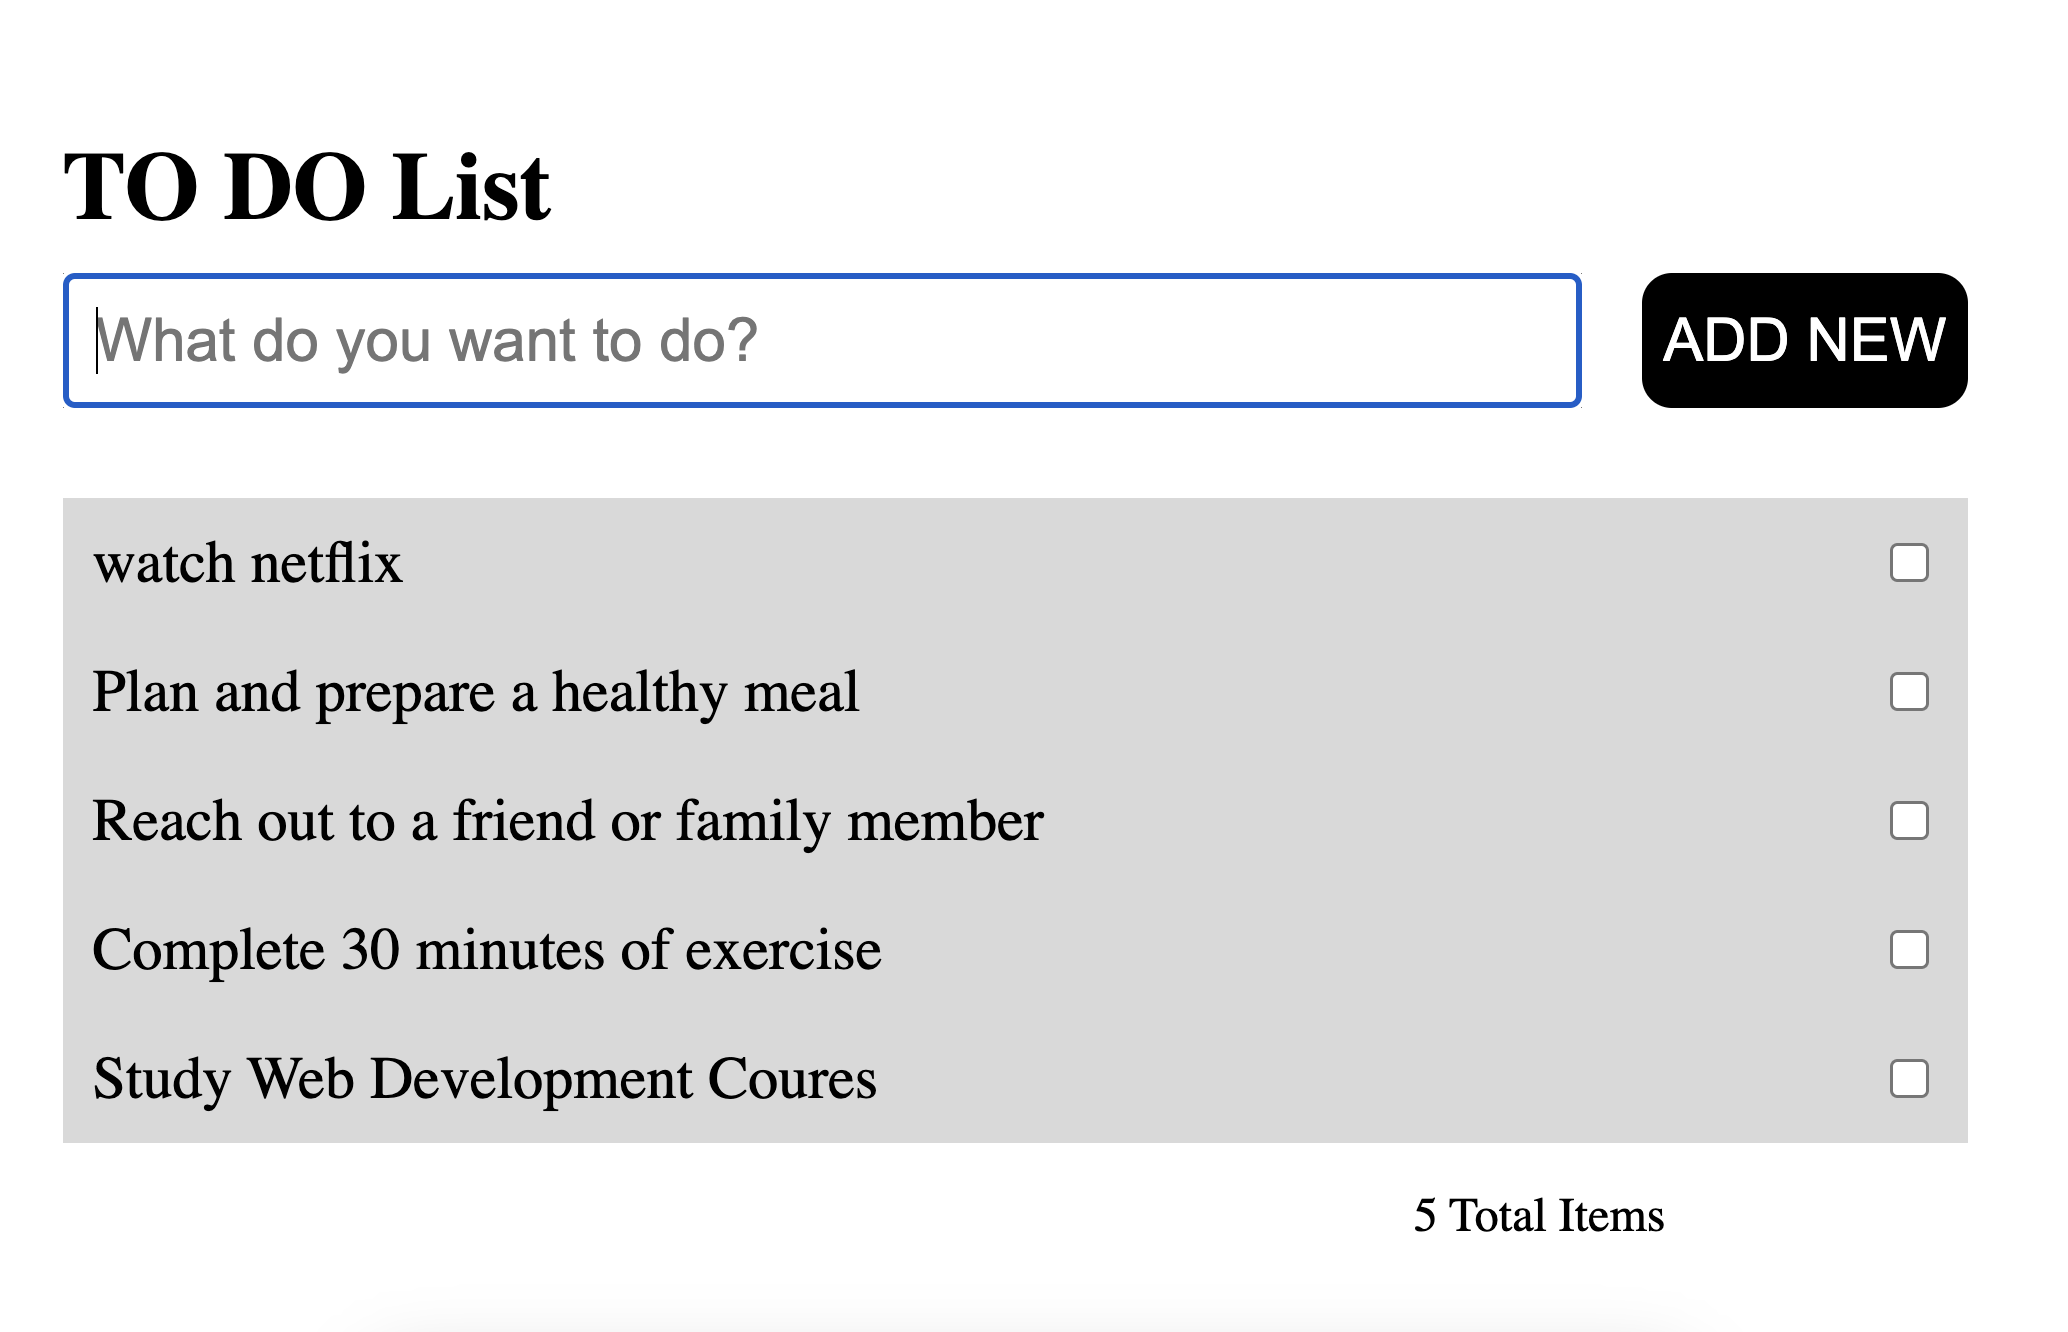 TO DO List
What do you want to do?
ADD NEW
watch netflix
Plan and prepare a healthy meal
Reach out to a friend or family member
Complete 30 minutes of exercise
Study Web Development Coures
5 Total Items